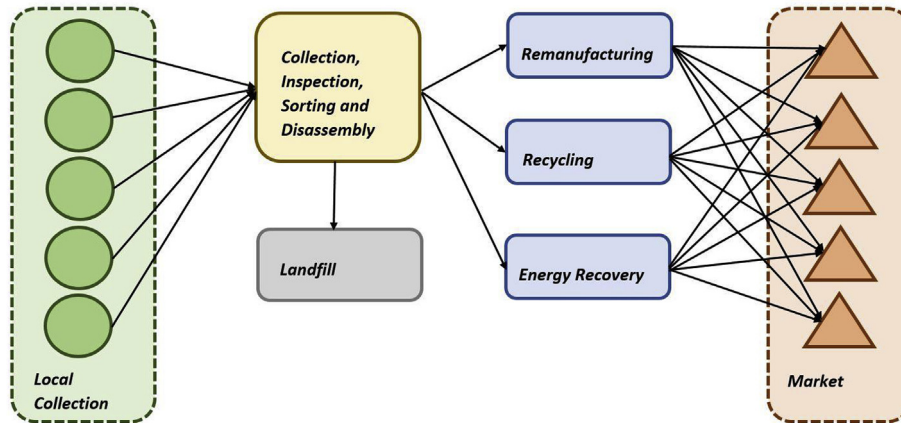 Collection,
Inspection,
Sorting and
Disassembly
Remanufacturing
Recycling
Landfill
Energy Recovery
Local
Collection
Market